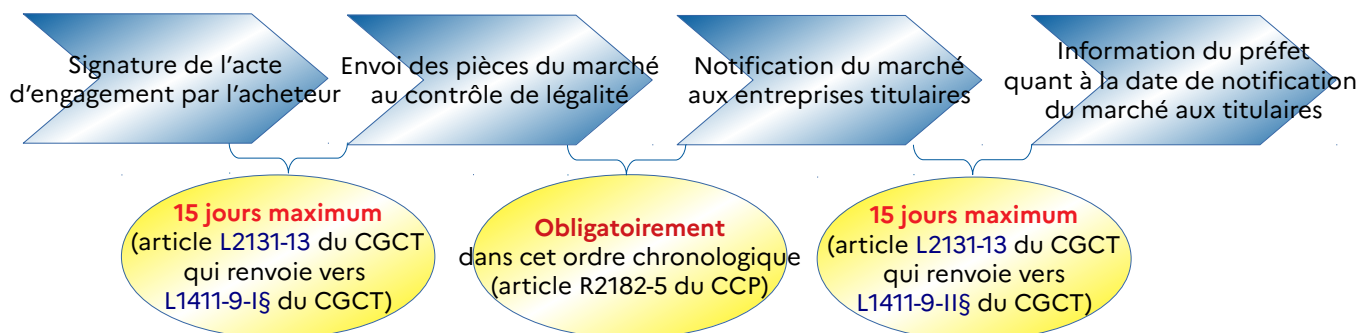 Signature de l'acte
d'engagement par l'acheteur
Envoi des pièces du marché
au contrôle de légalité
Notification du marché
aux entreprises titulaires
Information du préfet
quant à la date de notification
du marché aux titulaires
15 jours maximum
(article L2131-13 du CGCT
qui renvoie vers
L1411-9-I§ du CGCT)
Obligatoirement
dans cet ordre chronologique
(article R2182-5 du CCP)
15 jours maximum
(article L2131-13 du CGCT
qui renvoie vers
L1411-9-II§ du CGCT)